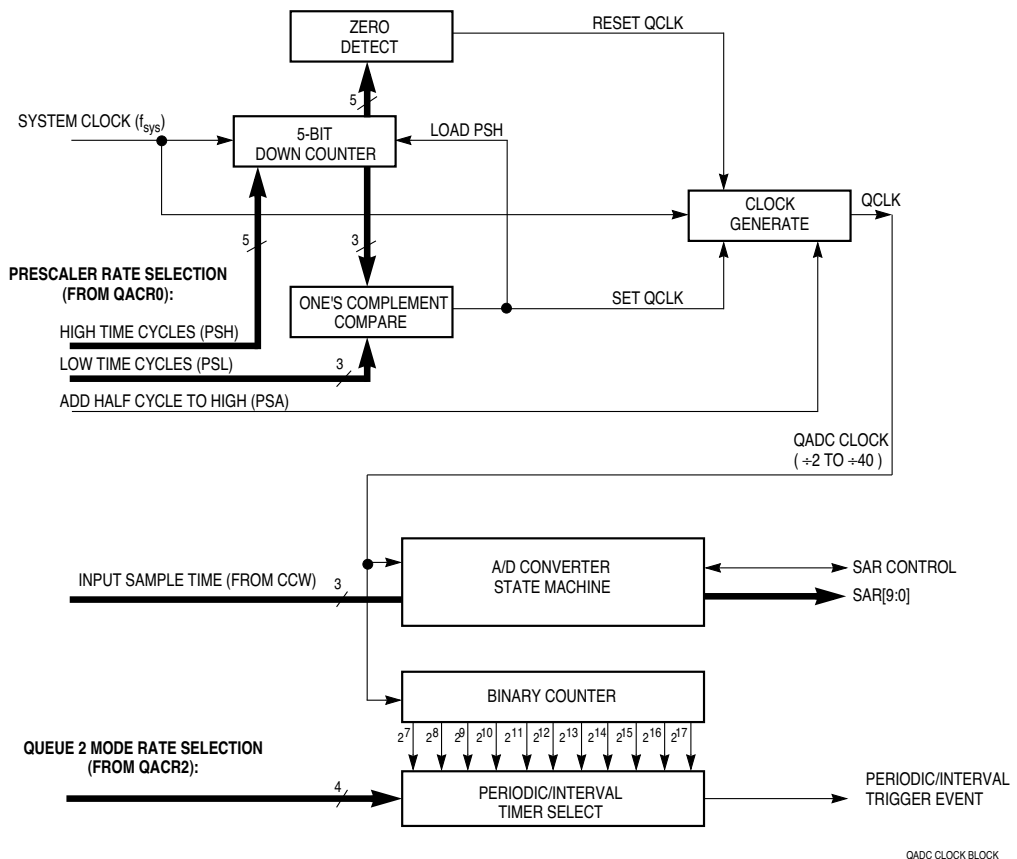 ZERO
DETECT
RESET QCLK
5
SYSTEM CLOCK (fsys)
5-BIT
DOWN COUNTER
LOAD PSH
CLOCK
GENERATE
QCLK
5
3
PRESCALER RATE SELECTION
(FROM QACR0):
ONE'S COMPLEMENT
COMPARE
SET QCLK
HIGH TIME CYCLES (PSH)
LOW TIME CYCLES (PSL)
3
ADD HALF CYCLE TO HIGH (PSA)
QADC CLOCK
( ÷2 TO ÷40 )
INPUT SAMPLE TIME (FROM CCW)
3
A/D CONVERTER
STATE MACHINE
SAR CONTROL
SAR[9:0]
BINARY COUNTER
2^7 2^8 2^9 2^10 2^11 2^12 2^13 2^14 2^15 2^16 2^17
QUEUE 2 MODE RATE SELECTION
(FROM QACR2):
4
PERIODIC/INTERVAL
TIMER SELECT
PERIODIC/INTERVAL
TRIGGER EVENT
QADC CLOCK BLOCK